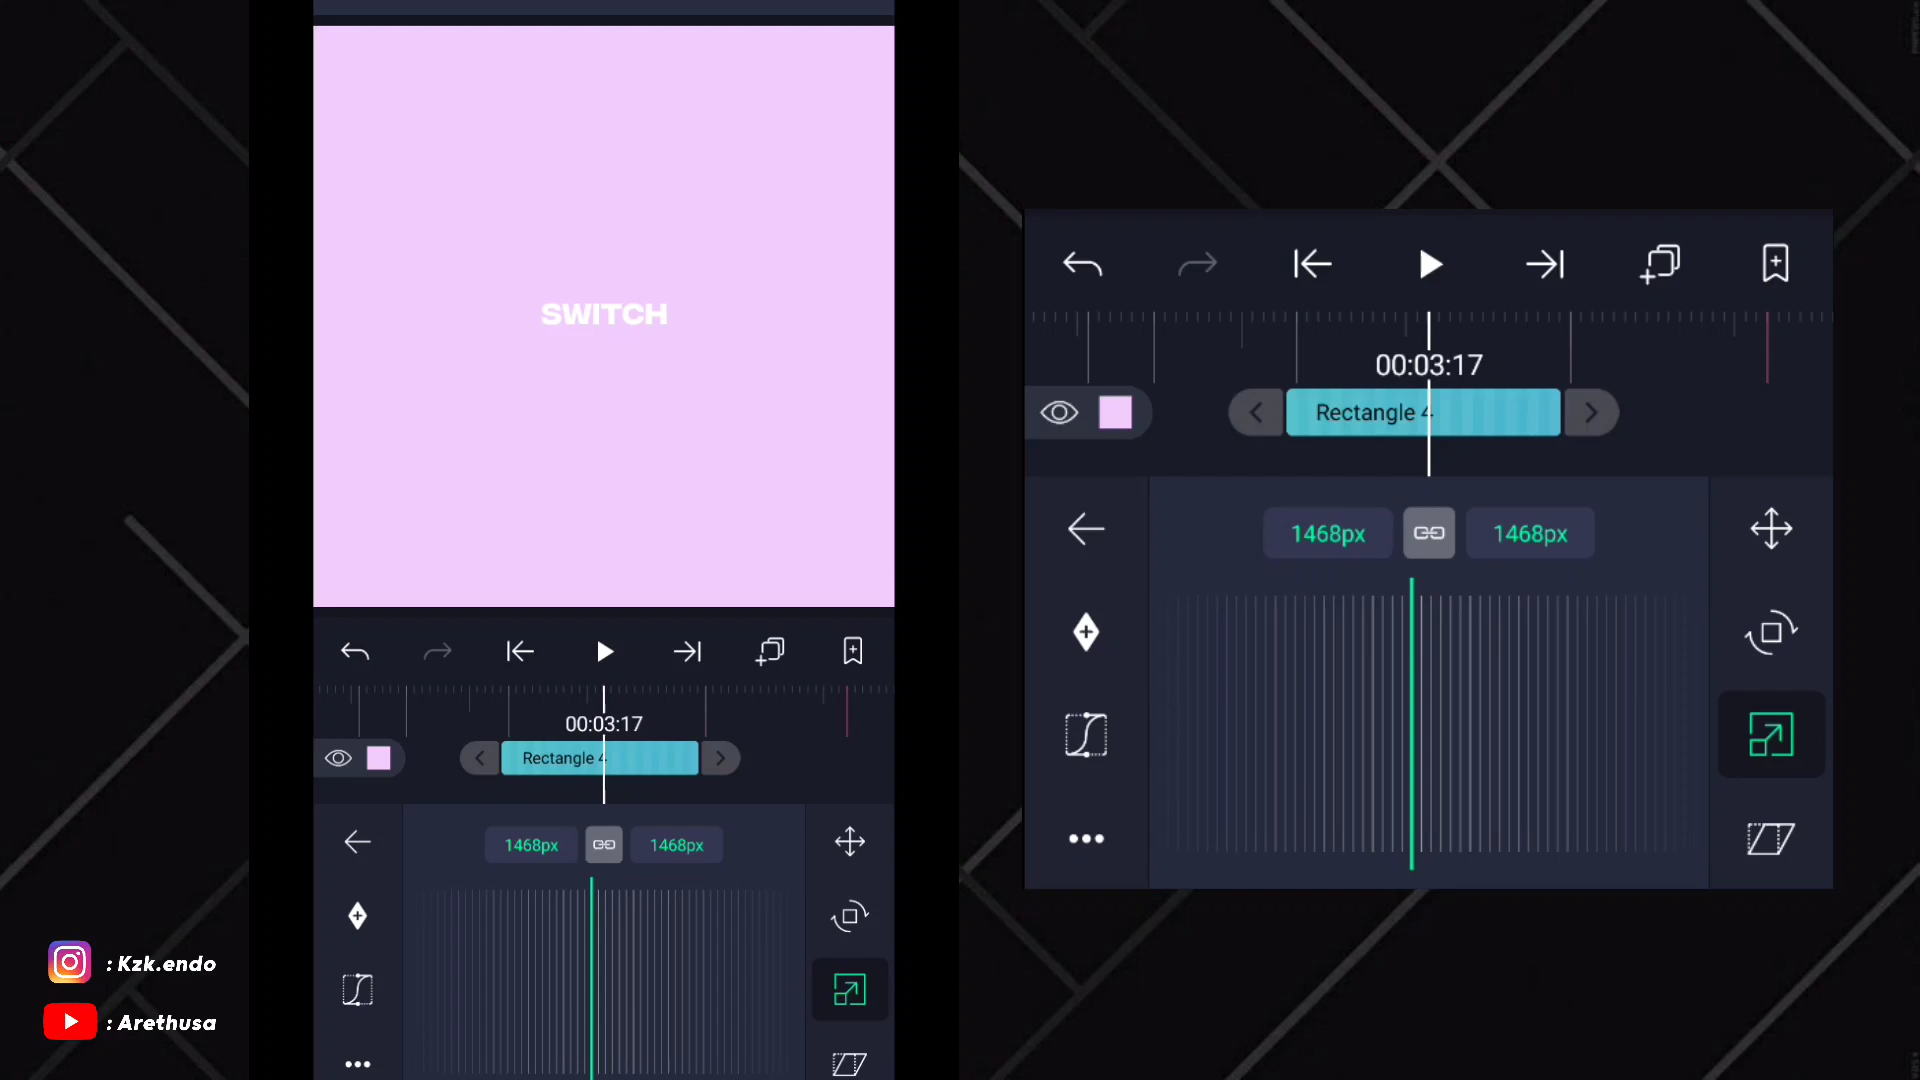 SWITCH
00:03:17
Rectangle 4
1468px 1468px
00:03:17
Rectangle 4
1468px 1468px
: Kzk.endo
: Arethusa